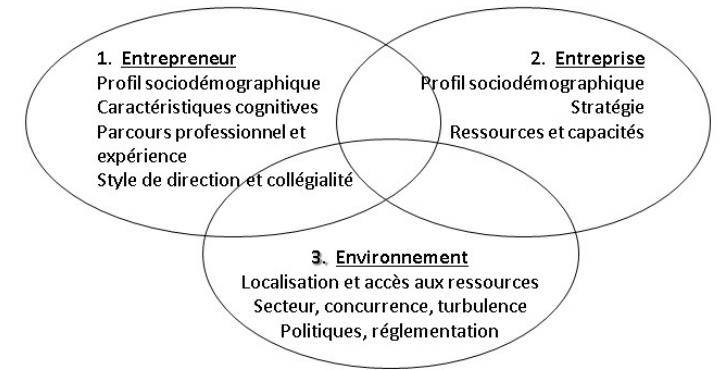 1. Entrepreneur
Profil sociodémographique
Caractéristiques cognitives
Parcours professionnel et
expérience
Style de direction et collégialité
2. Entreprise
Profil sociodémographique
Stratégie
Ressources et capacités
3. Environnement
Localisation et accès aux ressources
Secteur, concurrence, turbulence
Politiques, réglementation